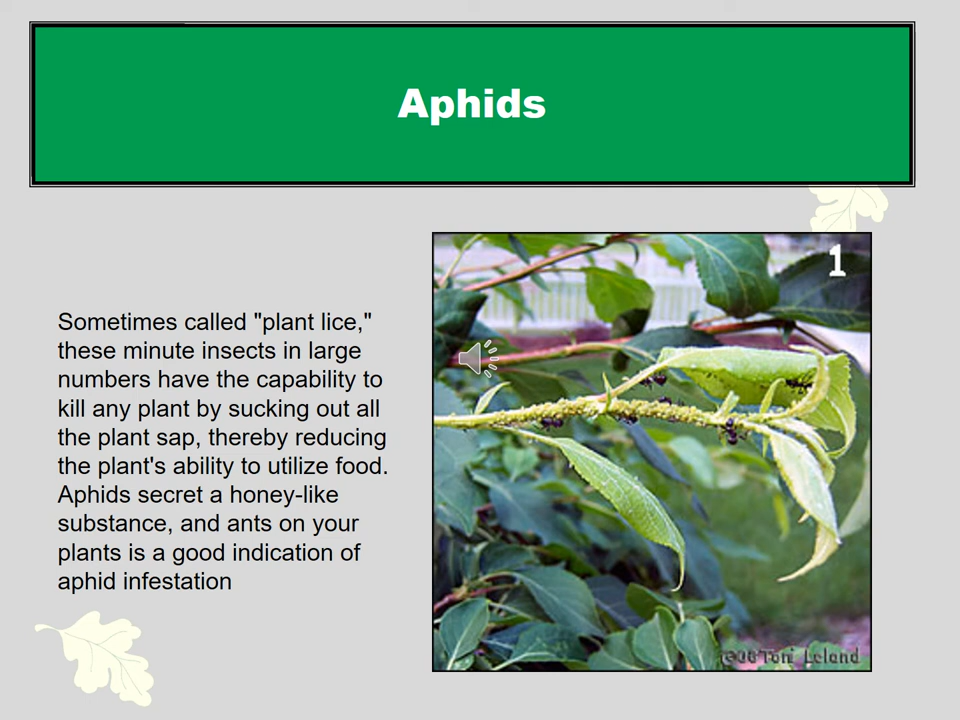 Aphids
1
Sometimes called "plant lice,"
these minute insects in large
numbers have the capability to
kill any plant by sucking out all
the plant sap, thereby reducing
the plant's ability to utilize food.
Aphids secret a honey-like
substance, and ants on your
plants is a good indication of
aphid infestation
Toni Leland